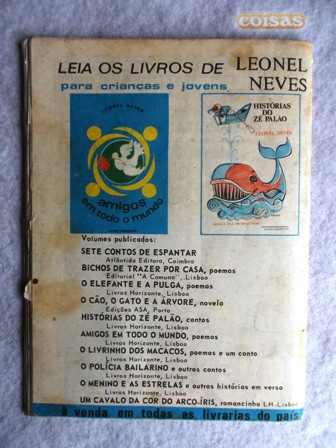 coisas
LEIA OS LIVROS DE LEONEL NEVES
para crianças e jovens
LEONEL NEVES
amigos
em todo o mundo
HISTÓRIAS
DO
ZÉ PALÃO
LEONEL NEVES
Volumes publicados:
SETE CONTOS DE ESPANTAR
Atlântida Editora, Coimbra
BICHOS DE TRAZER POR CASA, poemas
Editorial "A Comuna", Lisboa
O ELEFANTE E A PULGA, poemas
Livros Horizonte, Lisboa
O CÃO, O GATO E A ÁRVORE, novela
Edições ASA, Porto
HISTÓRIAS DO ZÉ PALÃO, contos
Livros Horizonte, Lisboa
AMIGOS EM TODO O MUNDO, poemas
Livros Horizonte, Lisboa
O LIVRINHO DOS MACACOS, poemas e um conto
Livros Horizonte, Lisboa
O POLÍCIA BAILARINO e outros contos
Livros Horizonte, Lisboa
O MENINO E AS ESTRELAS e outras histórias em verso
Livros Horizonte, Lisboa
UM CAVALO DA COR DO ARCO-ÍRIS, romancinho LH-Lisboa
à venda em todas as livrarias do país